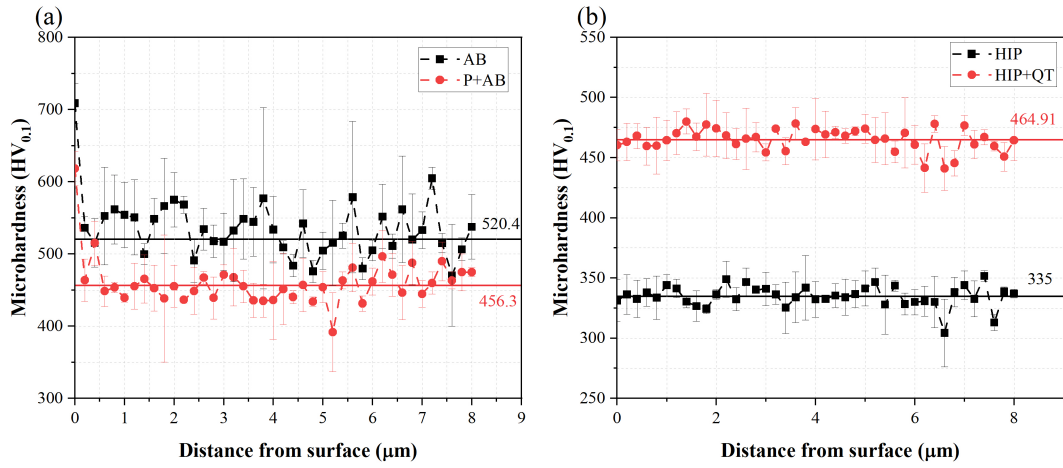 (a)
800
700
600
500
400
300
Microhardness (HV0.1)
AB
P+AB
520.4
456.3
0 1 2 3 4 5 6 7 8 9
Distance from surface (μm)
(b)
550
500
450
400
350
300
250
Microhardness (HV0.1)
HIP
HIP+QT
464.91
335
0 2 4 6 8
Distance from surface (μm)